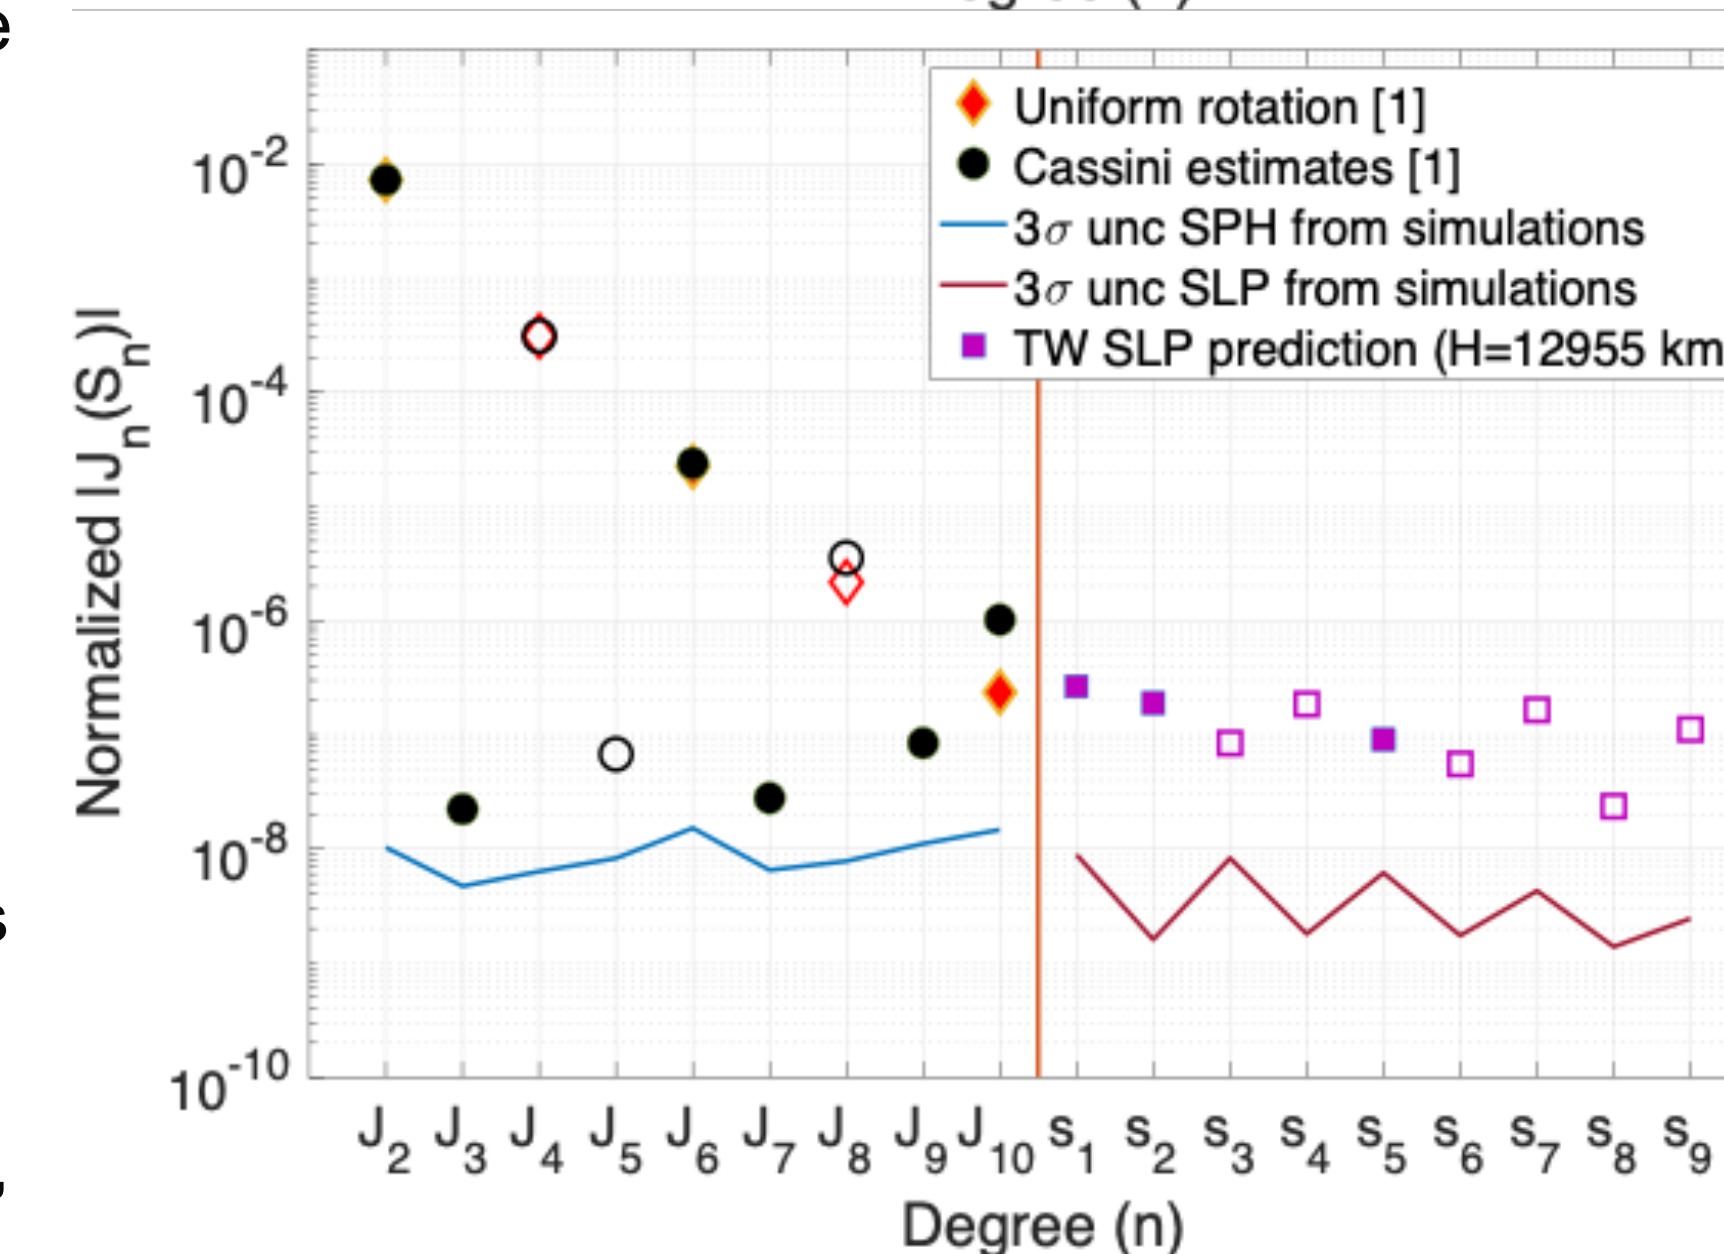 Uniform rotation [1]
Cassini estimates [1]
3σ unc SPH from simulations
3σ unc SLP from simulations
TW SLP prediction (H=12955 km
Normalized |J_n(S_n)|
10^-2
10^-4
10^-6
10^-8
10^-10
J_2 J_3 J_4 J_5 J_6 J_7 J_8 J_9 J_10 s_1 s_2 s_3 s_4 s_5 s_6 s_7 s_8 s_9
Degree (n)